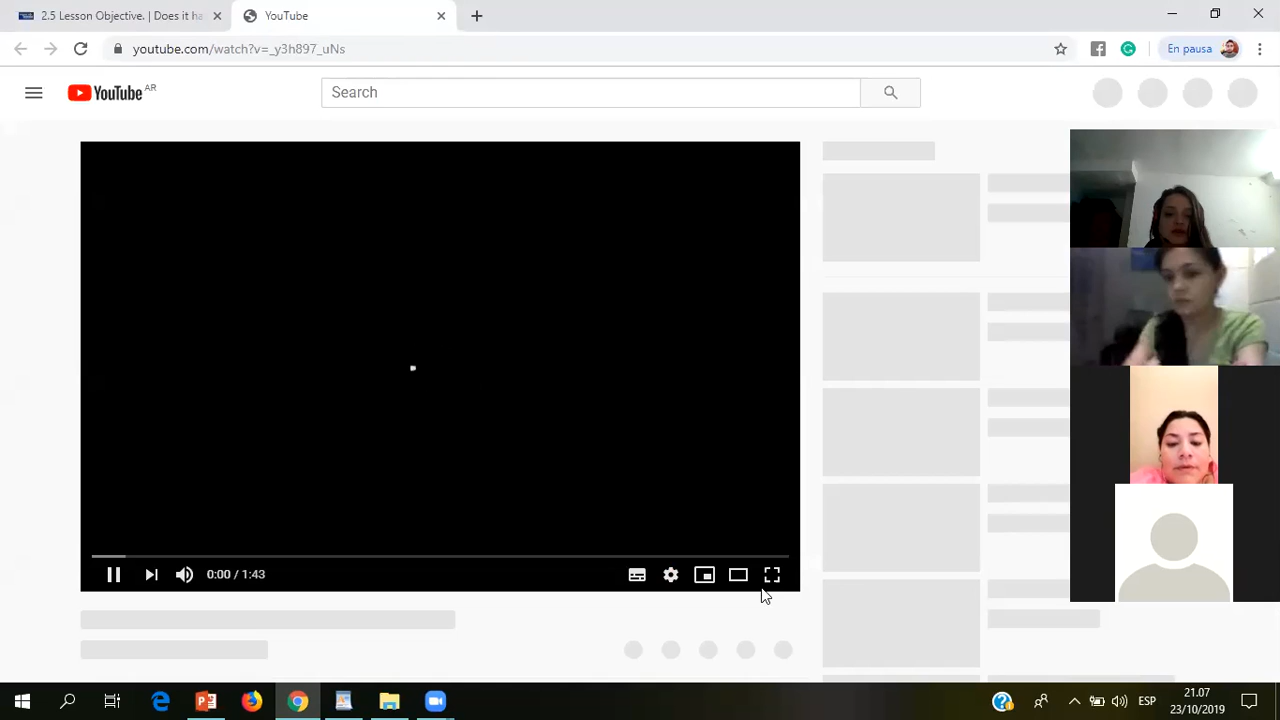 2.5 Lesson Objective. | Does it ha
YouTube
youtube.com/watch?v=_y3h897_uNs
En pausa
YouTube AR
Search
0:00 / 1:43
ESP
21.07
23/10/2019